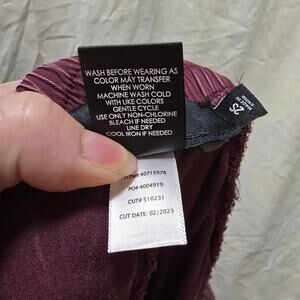 WASH BEFORE WEARING AS
COLOR MAY TRANSFER
WHEN WORN
MACHINE WASH COLD
WITH LIKE COLORS
GENTLE CYCLE
USE ONLY NON-CHLORINE
BLEACH IF NEEDED
LINE DRY
COOL IRON IF NEEDED
ITEM# 40715978
PO# 4004919
CUT# 510231
CUT DATE: 02/2023
2S